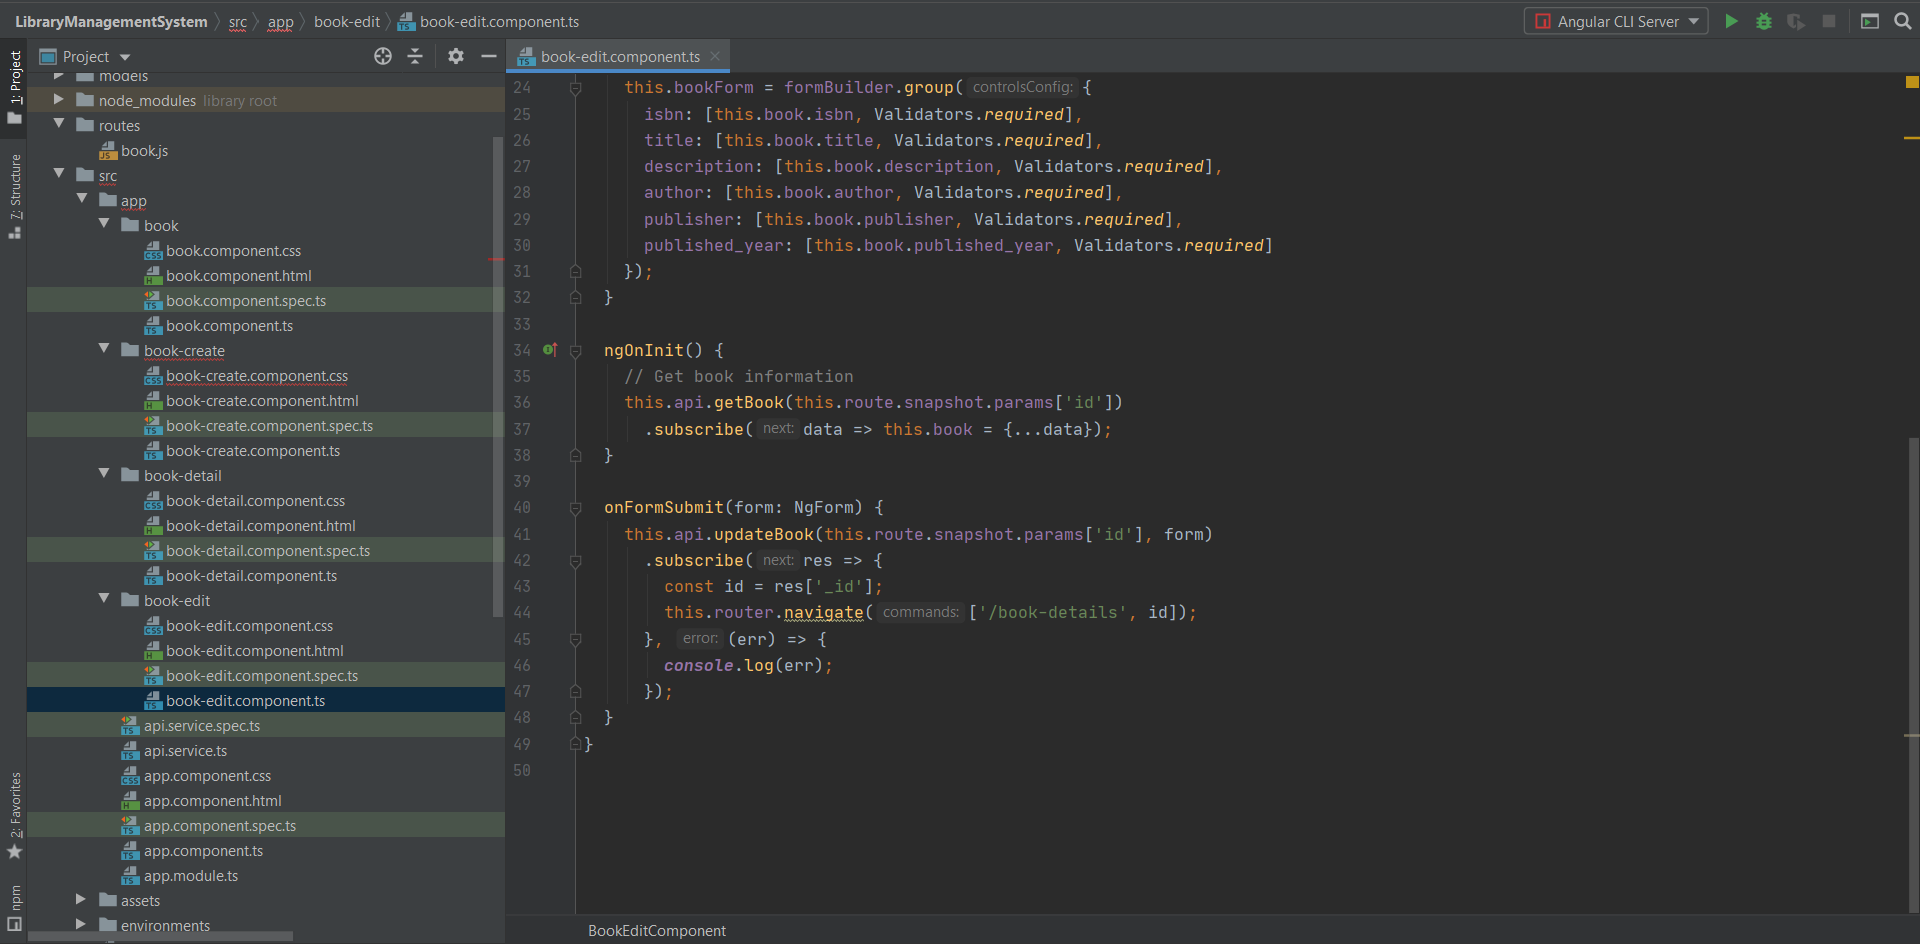 LibraryManagementSystem src app book-edit book-edit.component.ts
Angular CLI Server
1: Project
7: Structure
2: Favorites
npm
Project
models
node_modules library root
routes
book.js
src
app
book
book.component.css
book.component.html
book.component.spec.ts
book.component.ts
book-create
book-create.component.css
book-create.component.html
book-create.component.spec.ts
book-create.component.ts
book-detail
book-detail.component.css
book-detail.component.html
book-detail.component.spec.ts
book-detail.component.ts
book-edit
book-edit.component.css
book-edit.component.html
book-edit.component.spec.ts
book-edit.component.ts
api.service.spec.ts
api.service.ts
app.component.css
app.component.html
app.component.spec.ts
app.component.ts
app.module.ts
assets
environments
book-edit.component.ts
24 this.bookForm = formBuilder.group( controlsConfig: {
25 isbn: [this.book.isbn, Validators.required],
26 title: [this.book.title, Validators.required],
27 description: [this.book.description, Validators.required],
28 author: [this.book.author, Validators.required],
29 publisher: [this.book.publisher, Validators.required],
30 published_year: [this.book.published_year, Validators.required]
31 });
32 }
33
34 ngOnInit() {
35 // Get book information
36 this.api.getBook(this.route.snapshot.params['id'])
37 .subscribe( next: data => this.book = {...data});
38 }
39
40 onFormSubmit(form: NgForm) {
41 this.api.updateBook(this.route.snapshot.params['id'], form)
42 .subscribe( next: res => {
43 const id = res['_id'];
44 this.router.navigate( commands: ['/book-details', id]);
45 }, error: (err) => {
46 console.log(err);
47 });
48 }
49 }
50
BookEditComponent